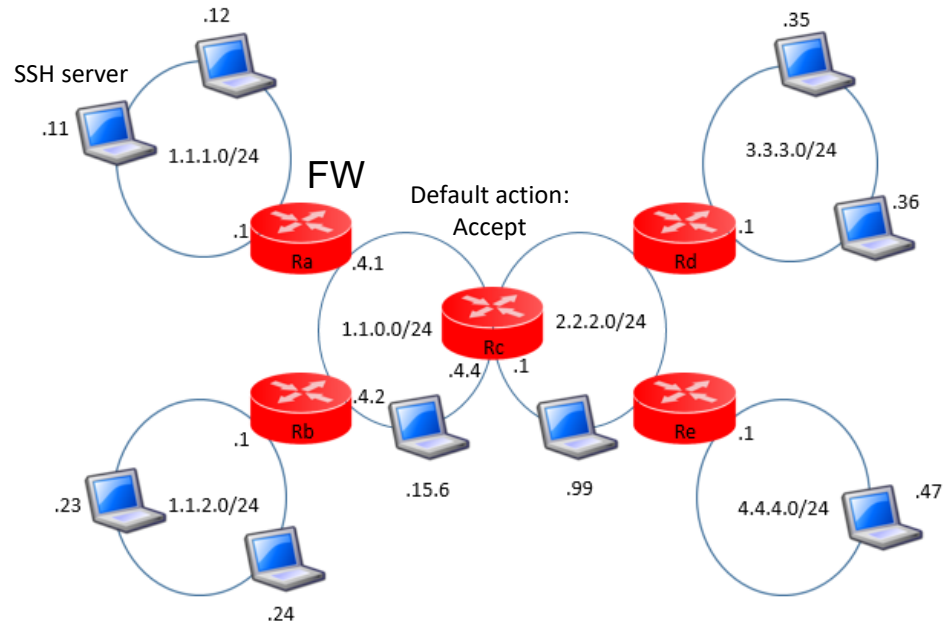 .12
.35
SSH server
.11
1.1.1.0/24
3.3.3.0/24
FW
Default action:
Accept
.36
.1
Ra
.4.1
Rd
.1
1.1.0.0/24
Rc
2.2.2.0/24
.4.4
.1
.4.2
Rb
.1
Re
.1
.15.6
.99
.23
1.1.2.0/24
4.4.4.0/24
.47
.24